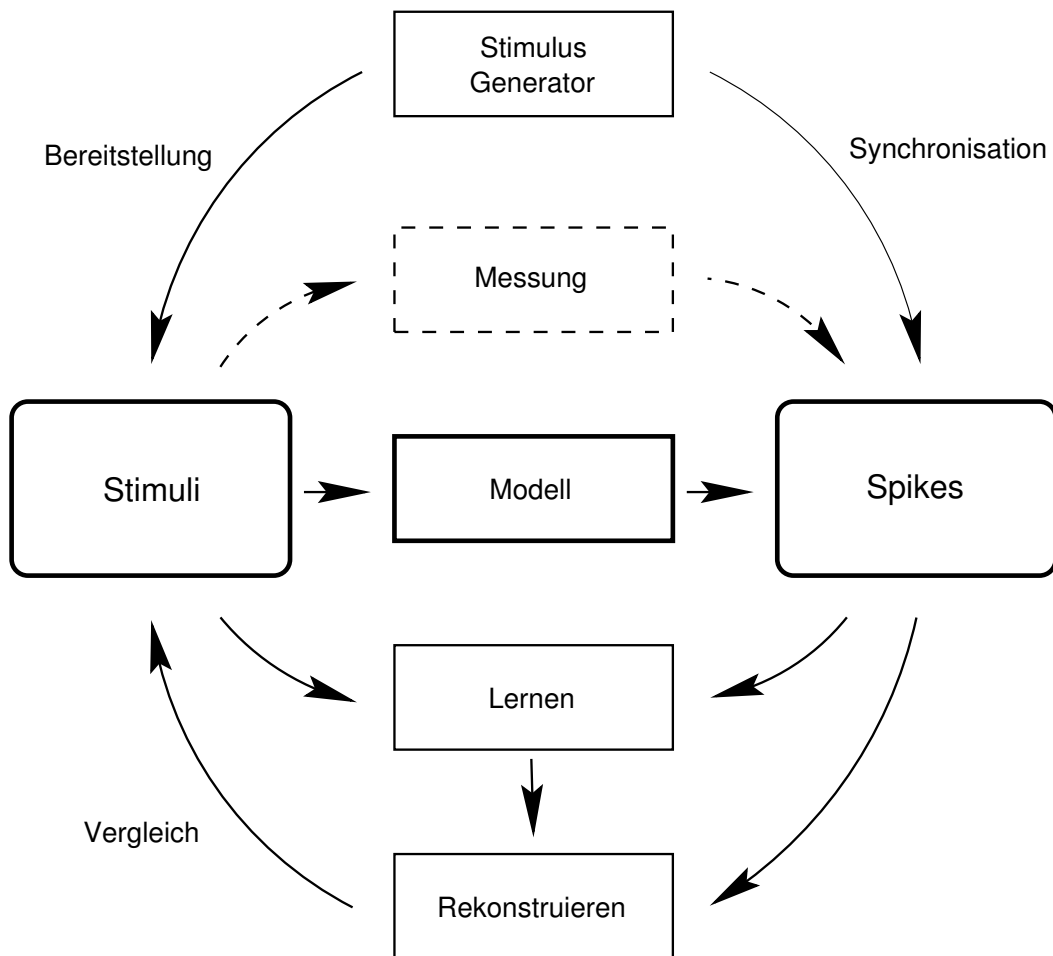 Stimulus
Generator
Bereitstellung
Synchronisation
Messung
Stimuli
Modell
Spikes
Lernen
Vergleich
Rekonstruieren